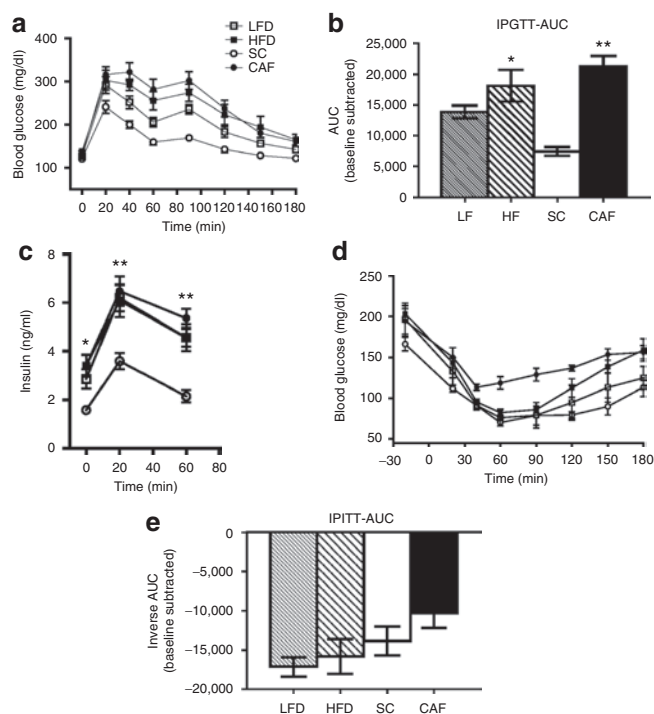 a
LFD
HFD
SC
CAF
Blood glucose (mg/dl)
400
300
200
100
0 20 40 60 80 100 120 140 160 180
Time (min)
b
IPGTT-AUC
AUC
(baseline subtracted)
25,000
20,000
15,000
10,000
5,000
0
*
**
LF HF SC CAF
c
Insulin (ng/ml)
8
6
4
2
0
*
**
**
0 20 40 60 80
Time (min)
d
Blood glucose (mg/dl)
250
200
150
100
50
−30 0 30 60 90 120 150 180
Time (min)
e
IPITT-AUC
Inverse AUC
(baseline subtracted)
0
−5,000
−10,000
−15,000
−20,000
LFD HFD SC CAF